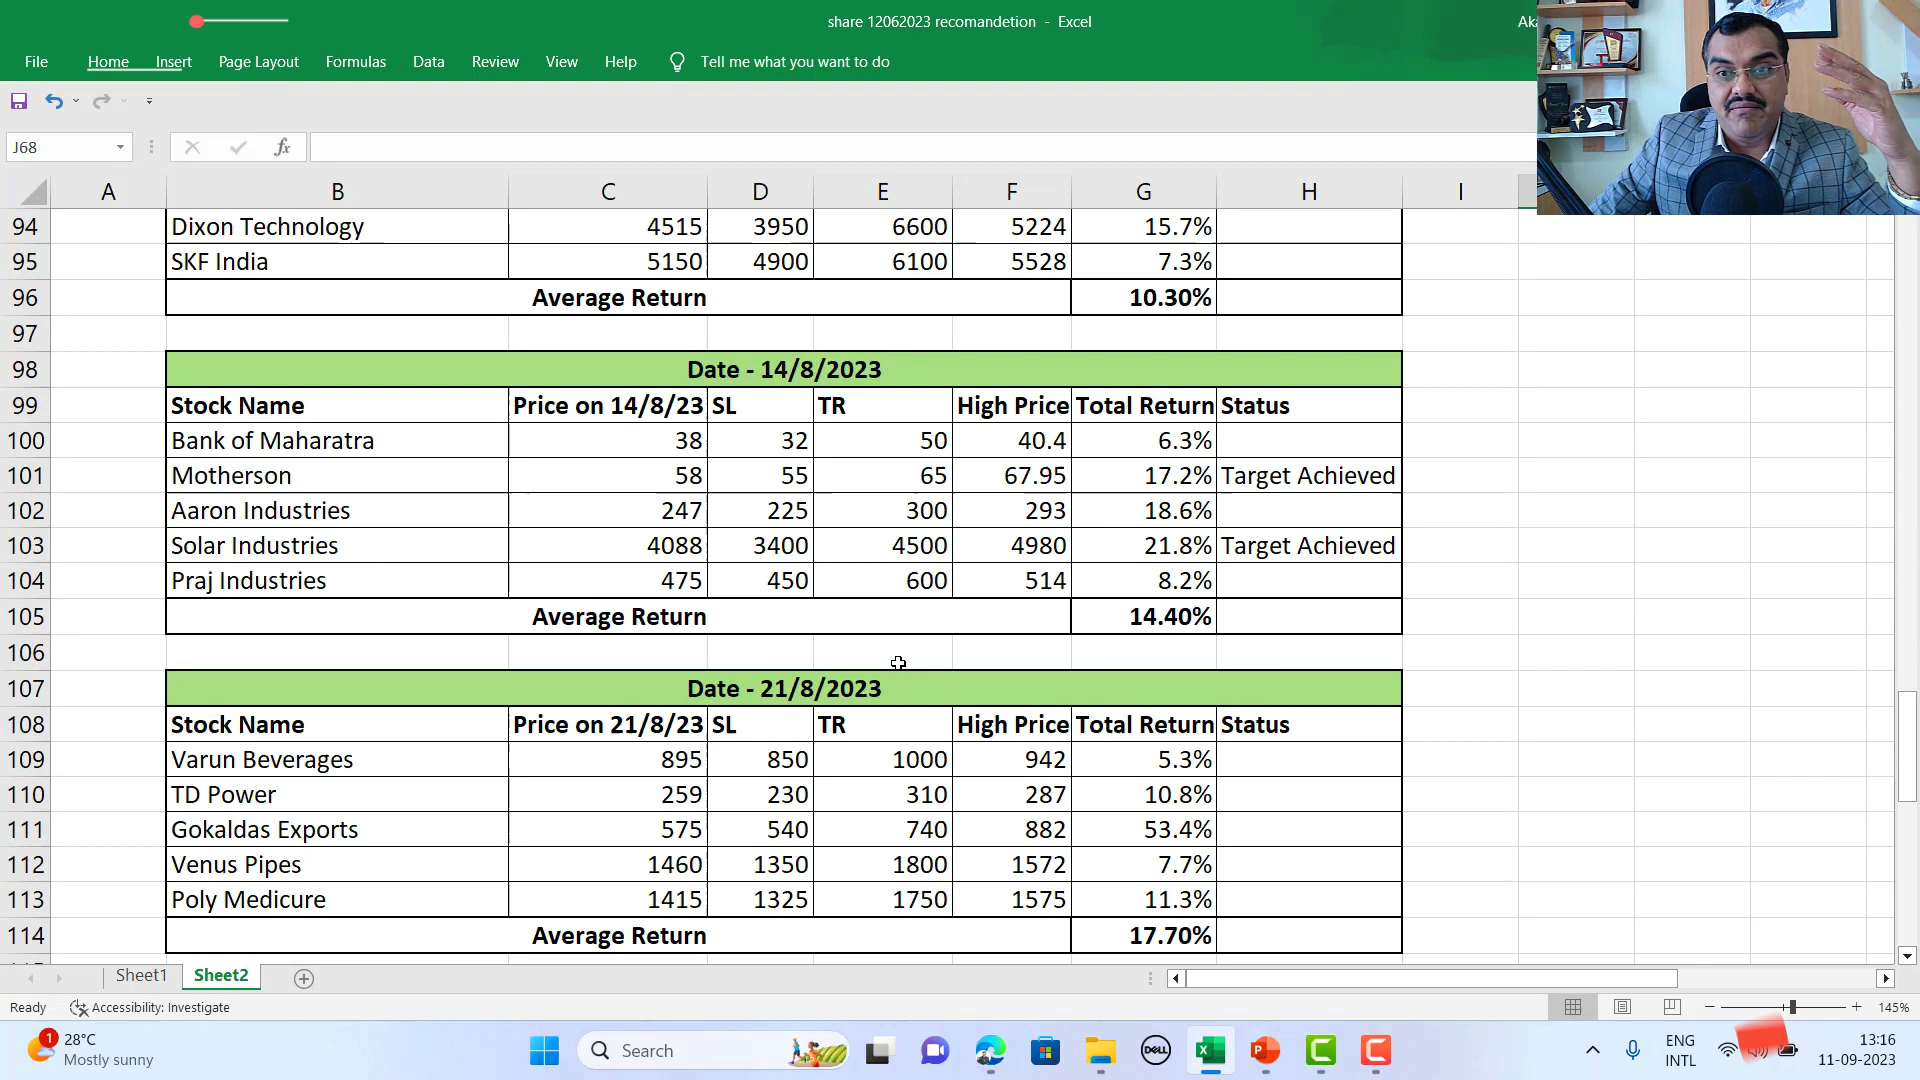 share 12062023 recomandetion - Excel
Aka
File Home Insert Page Layout Formulas Data Review View Help Tell me what you want to do
J68
A B C D E F G H I
94 Dixon Technology 4515 3950 6600 5224 15.7%
95 SKF India 5150 4900 6100 5528 7.3%
96 Average Return 10.30%
97
98 Date - 14/8/2023
99 Stock Name Price on 14/8/23 SL TR High Price Total Return Status
100 Bank of Maharatra 38 32 50 40.4 6.3%
101 Motherson 58 55 65 67.95 17.2% Target Achieved
102 Aaron Industries 247 225 300 293 18.6%
103 Solar Industries 4088 3400 4500 4980 21.8% Target Achieved
104 Praj Industries 475 450 600 514 8.2%
105 Average Return 14.40%
106
107 Date - 21/8/2023
108 Stock Name Price on 21/8/23 SL TR High Price Total Return Status
109 Varun Beverages 895 850 1000 942 5.3%
110 TD Power 259 230 310 287 10.8%
111 Gokaldas Exports 575 540 740 882 53.4%
112 Venus Pipes 1460 1350 1800 1572 7.7%
113 Poly Medicure 1415 1325 1750 1575 11.3%
114 Average Return 17.70%
Sheet1 Sheet2
Ready Accessibility: Investigate 145%
1 28°C
Mostly sunny
Search
DELL
ENG
INTL
13:16
11-09-2023